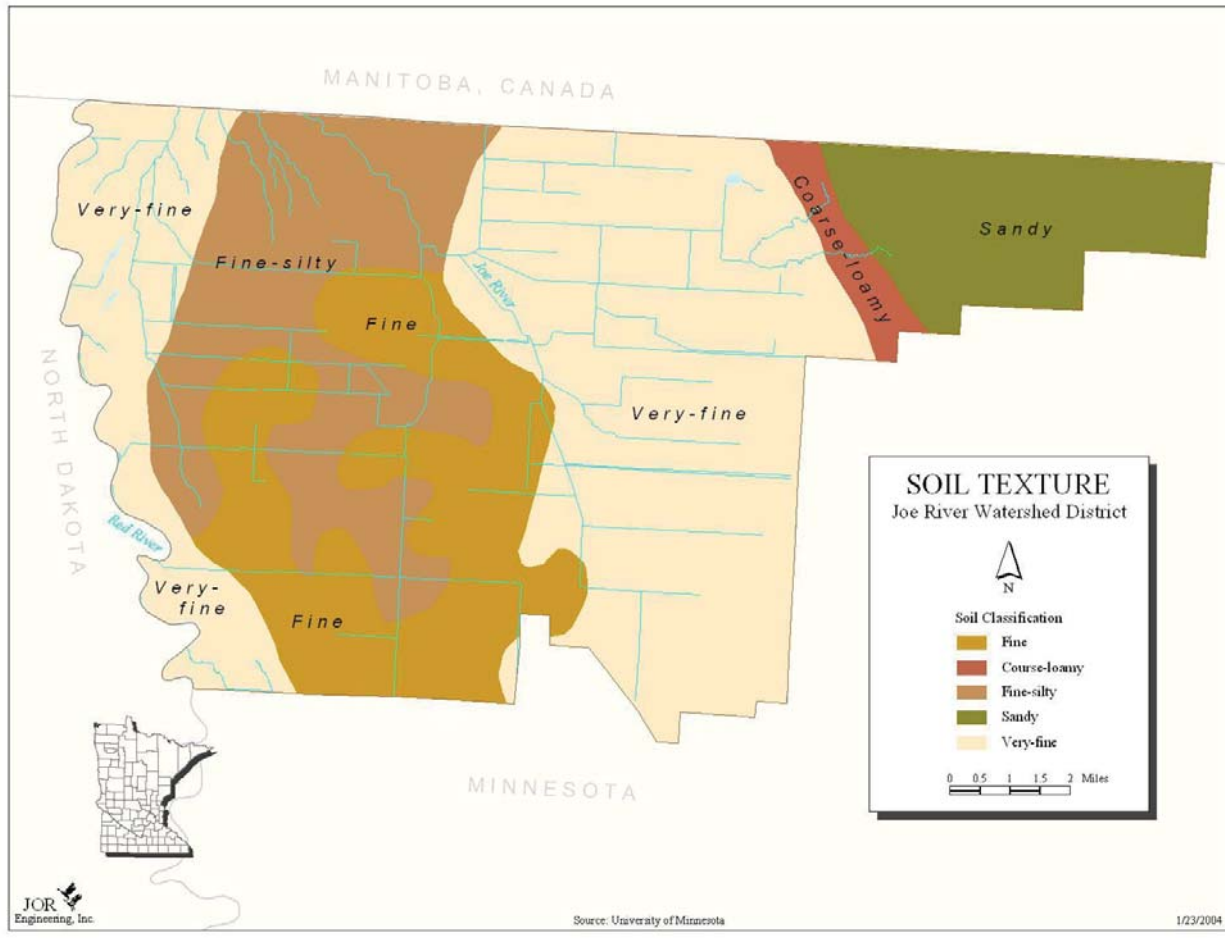 MANITOBA, CANADA
Very-fine
Fine-silty
Coarse-loamy
Sandy
Joe River
Fine
NORTH DAKOTA
Very-fine
Red River
Very-
fine
Fine
MINNESOTA
SOIL TEXTURE
Joe River Watershed District
N
Soil Classification
Fine
Course-loamy
Fine-silty
Sandy
Very-fine
0 0.5 1 1.5 2 Miles
JOR
Engineering, Inc.
Source: University of Minnesota
1/23/2004